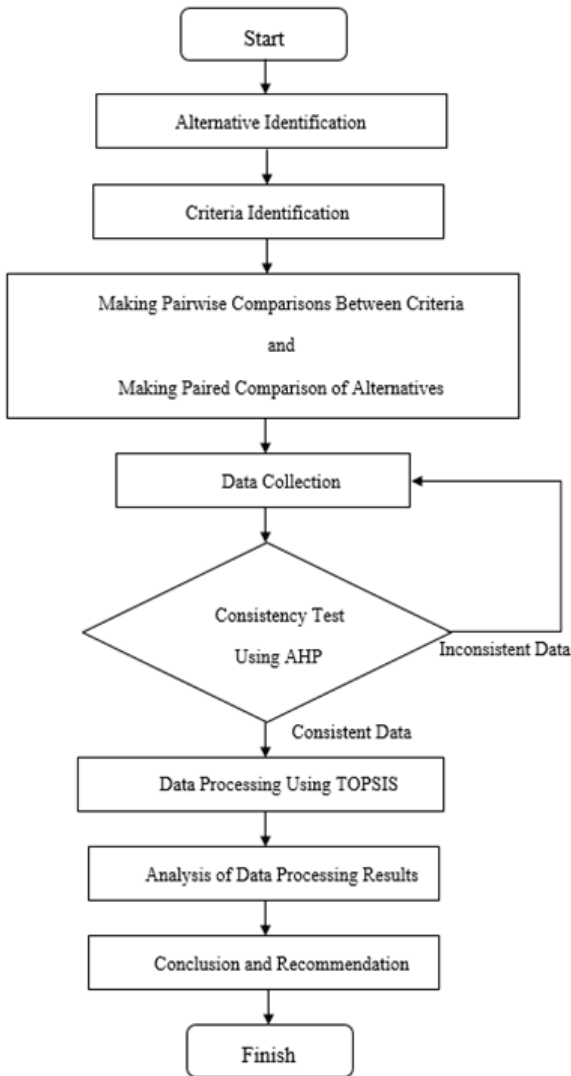 Start
Alternative Identification
Criteria Identification
Making Pairwise Comparisons Between Criteria
and
Making Paired Comparison of Alternatives
Data Collection
Consistency Test
Using AHP
Inconsistent Data
Consistent Data
Data Processing Using TOPSIS
Analysis of Data Processing Results
Conclusion and Recommendation
Finish